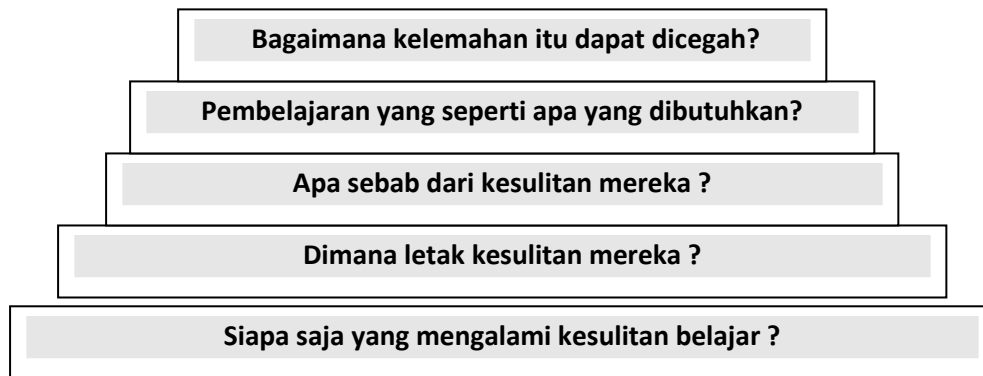 Bagaimana kelemahan itu dapat dicegah?
Pembelajaran yang seperti apa yang dibutuhkan?
Apa sebab dari kesulitan mereka ?
Dimana letak kesulitan mereka ?
Siapa saja yang mengalami kesulitan belajar ?